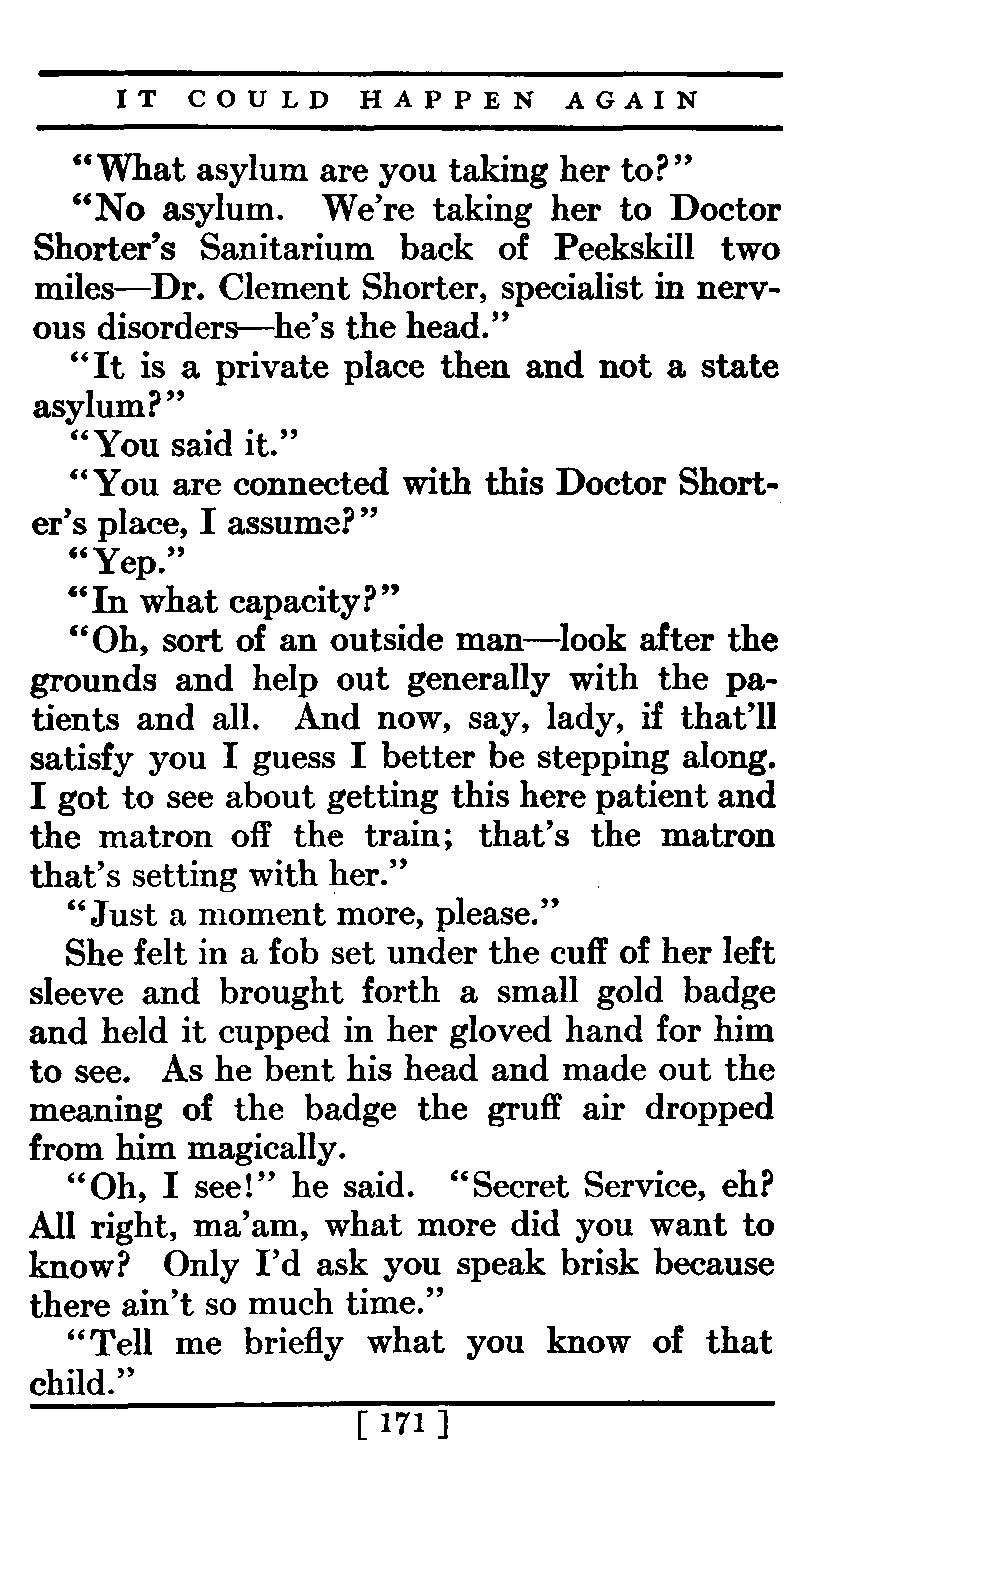 IT COULD HAPPEN AGAIN
“What asylum are you taking her to?”
“No asylum. We're taking her to Doctor
Shorter's Sanitarium back of Peekskill two
miles—Dr. Clement Shorter, specialist in nerv-
ous disorders—he's the head.”
“It is a private place then and not a state
asylum?”
“You said it.”
“You are connected with this Doctor Short-
er's place, I assume?”
“Yep.”
“In what capacity?”
“Oh, sort of an outside man—look after the
grounds and help out generally with the pa-
tients and all. And now, say, lady, if that'll
satisfy you I guess I better be stepping along.
I got to see about getting this here patient and
the matron off the train; that's the matron
that's setting with her.”
“Just a moment more, please.”
She felt in a fob set under the cuff of her left
sleeve and brought forth a small gold badge
and held it cupped in her gloved hand for him
to see. As he bent his head and made out the
meaning of the badge the gruff air dropped
from him magically.
“Oh, I see!” he said. “Secret Service, eh?
All right, ma'am, what more did you want to
know? Only I'd ask you speak brisk because
there ain't so much time.”
“Tell me briefly what you know of that
child.”
[ 171 ]